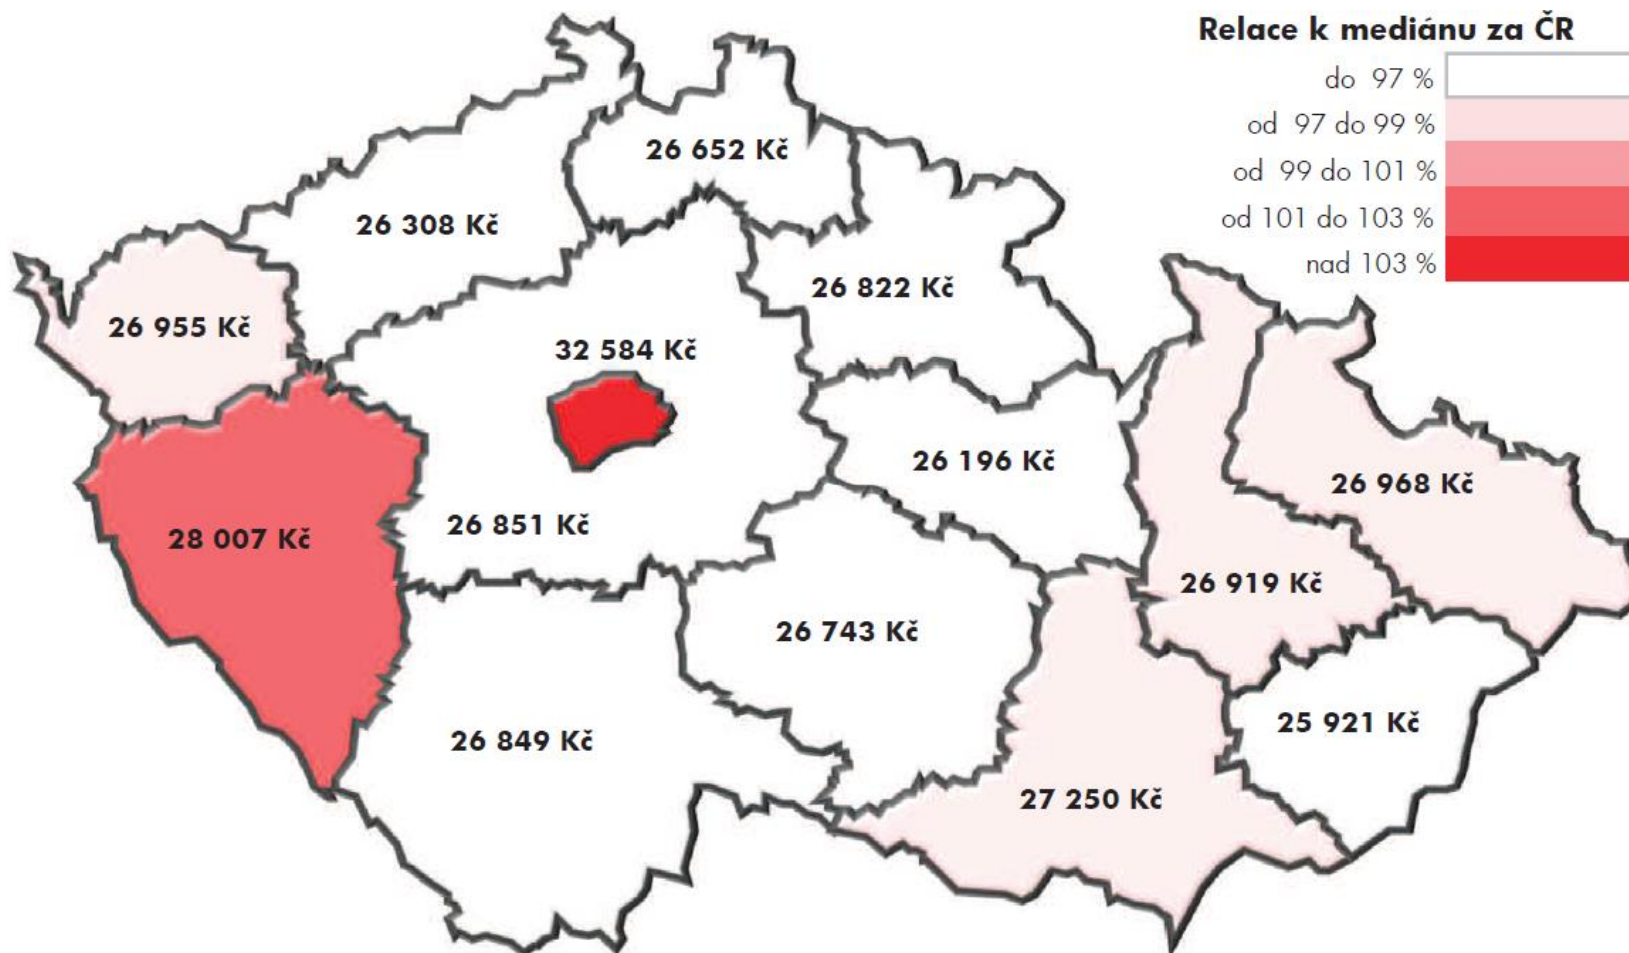 Relace k mediánu za ČR
do 97 %
od 97 do 99 %
od 99 do 101 %
od 101 do 103 %
nad 103 %
26 652 Kč
26 308 Kč
26 822 Kč
26 955 Kč
32 584 Kč
26 196 Kč
26 968 Kč
28 007 Kč
26 851 Kč
26 919 Kč
26 743 Kč
25 921 Kč
26 849 Kč
27 250 Kč